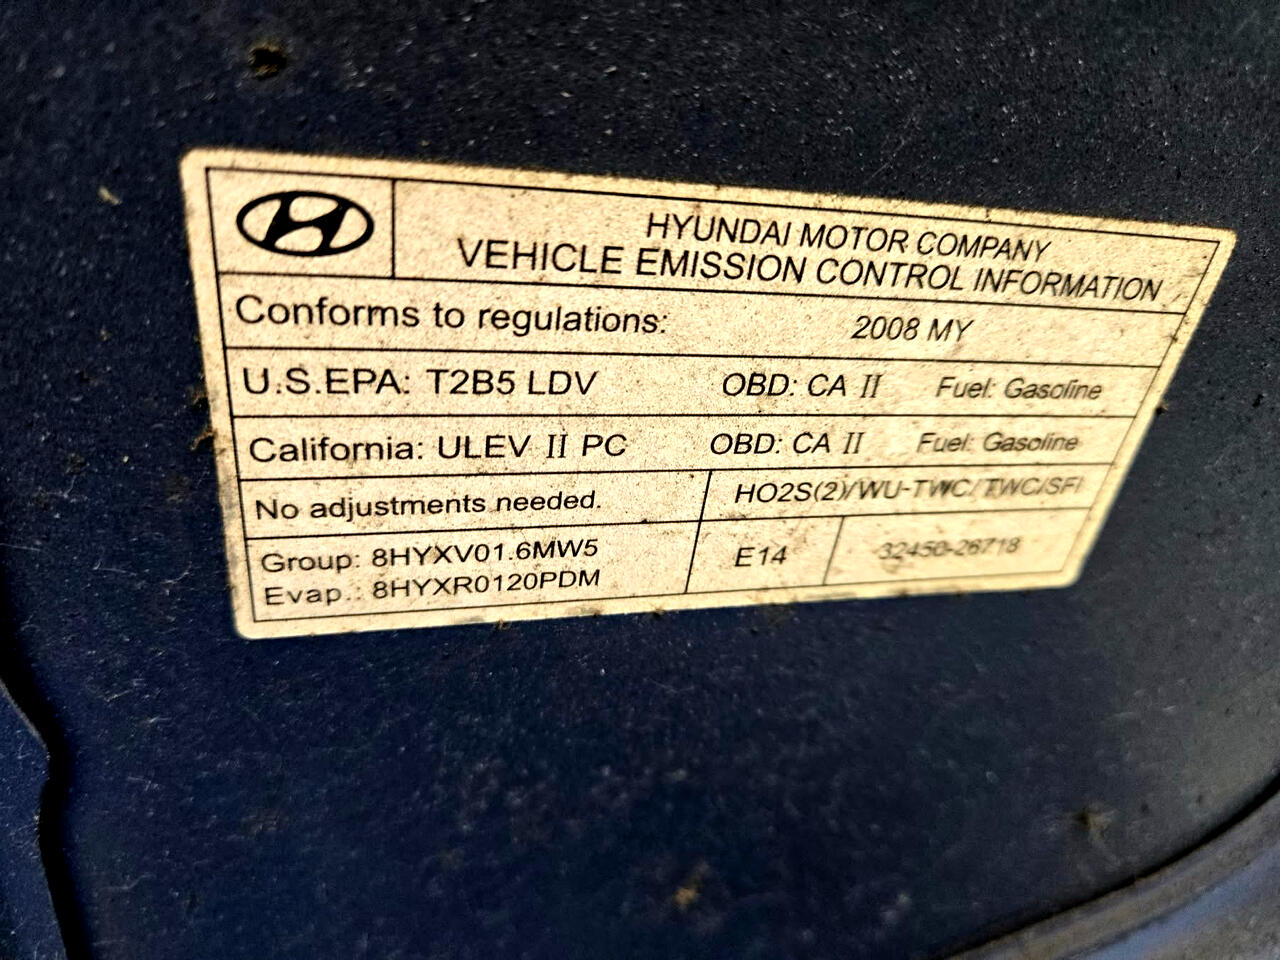 HYUNDAI MOTOR COMPANY
VEHICLE EMISSION CONTROL INFORMATION
Conforms to regulations: 2008 MY
U.S.EPA: T2B5 LDV OBD: CA II Fuel: Gasoline
California: ULEV II PC OBD: CA II Fuel: Gasoline
No adjustments needed. HO2S(2)/WU-TWC/TWC/SFI
Group: 8HYXV01.6MW5
Evap.: 8HYXR0120PDM
E14 32450-26718